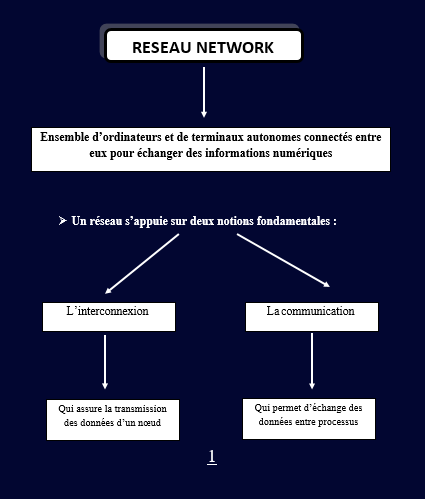 RESEAU NETWORK
Ensemble d’ordinateurs et de terminaux autonomes connectés entre
eux pour échanger des informations numériques
➢ Un réseau s’appuie sur deux notions fondamentales :
L’interconnexion
La communication
Qui assure la transmission
des données d’un nœud
Qui permet d’échange des
données entre processus
1